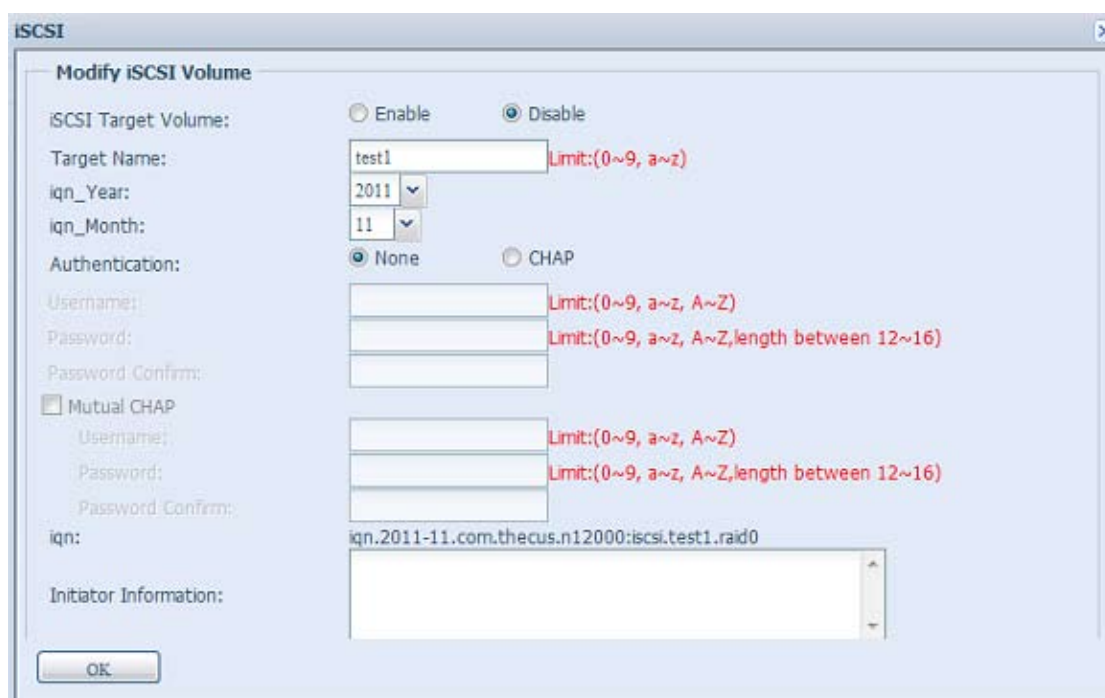 iSCSI
Modify iSCSI Volume
iSCSI Target Volume: Enable Disable
Target Name: test1 Limit:(0~9, a~z)
iqn_Year: 2011
iqn_Month: 11
Authentication: None CHAP
Username: Limit:(0~9, a~z, A~Z)
Password: Limit:(0~9, a~z, A~Z,length between 12~16)
Password Confirm:
Mutual CHAP
Username: Limit:(0~9, a~z, A~Z)
Password: Limit:(0~9, a~z, A~Z,length between 12~16)
Password Confirm:
iqn: iqn.2011-11.com.thecus.n12000:iscsi.test1.raid0
Initiator Information:
OK